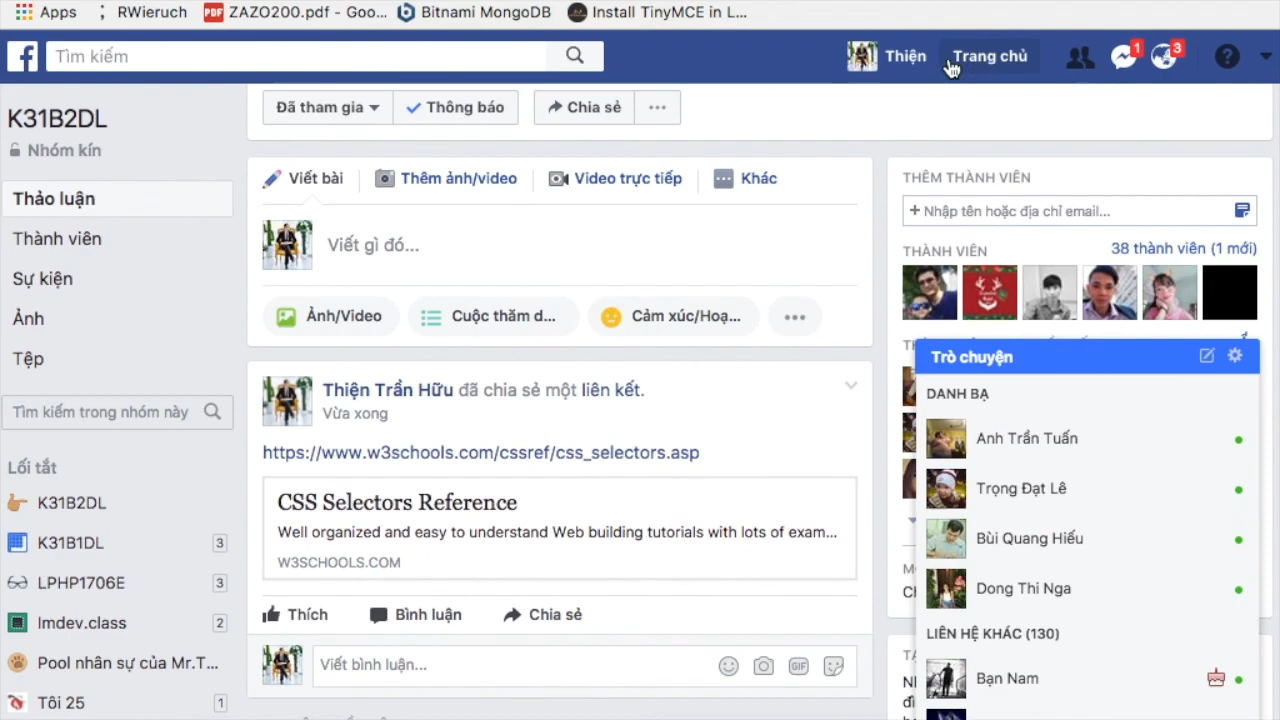 Apps
RWieruch
PDF ZAZO200.pdf - Goo...
Bitnami MongoDB
Install TinyMCE in L...
f
Tìm kiếm
Thiện
Trang chủ
1
3
?
K31B2DL
Nhóm kín
Thảo luận
Thành viên
Sự kiện
Ảnh
Tệp
Tìm kiếm trong nhóm này
Lối tắt
K31B2DL
K31B1DL 3
LPHP1706E 3
Imdev.class 2
Pool nhân sự của Mr.T...
Tôi 25 1
Đã tham gia
Thông báo
Chia sẻ
Viết bài
Thêm ảnh/video
Video trực tiếp
Khác
Viết gì đó...
Ảnh/Video
Cuộc thăm d...
Cảm xúc/Hoạ...
Thiện Trần Hữu đã chia sẻ một liên kết.
Vừa xong
https://www.w3schools.com/cssref/css_selectors.asp
CSS Selectors Reference
Well organized and easy to understand Web building tutorials with lots of exam...
W3SCHOOLS.COM
Thích
Bình luận
Chia sẻ
Viết bình luận...
GIF
THÊM THÀNH VIÊN
+ Nhập tên hoặc địa chỉ email...
THÀNH VIÊN
38 thành viên (1 mới)
Trò chuyện
DANH BẠ
Anh Trần Tuấn
Trọng Đạt Lê
Bùi Quang Hiếu
Dong Thi Nga
LIÊN HỆ KHÁC (130)
Bạn Nam